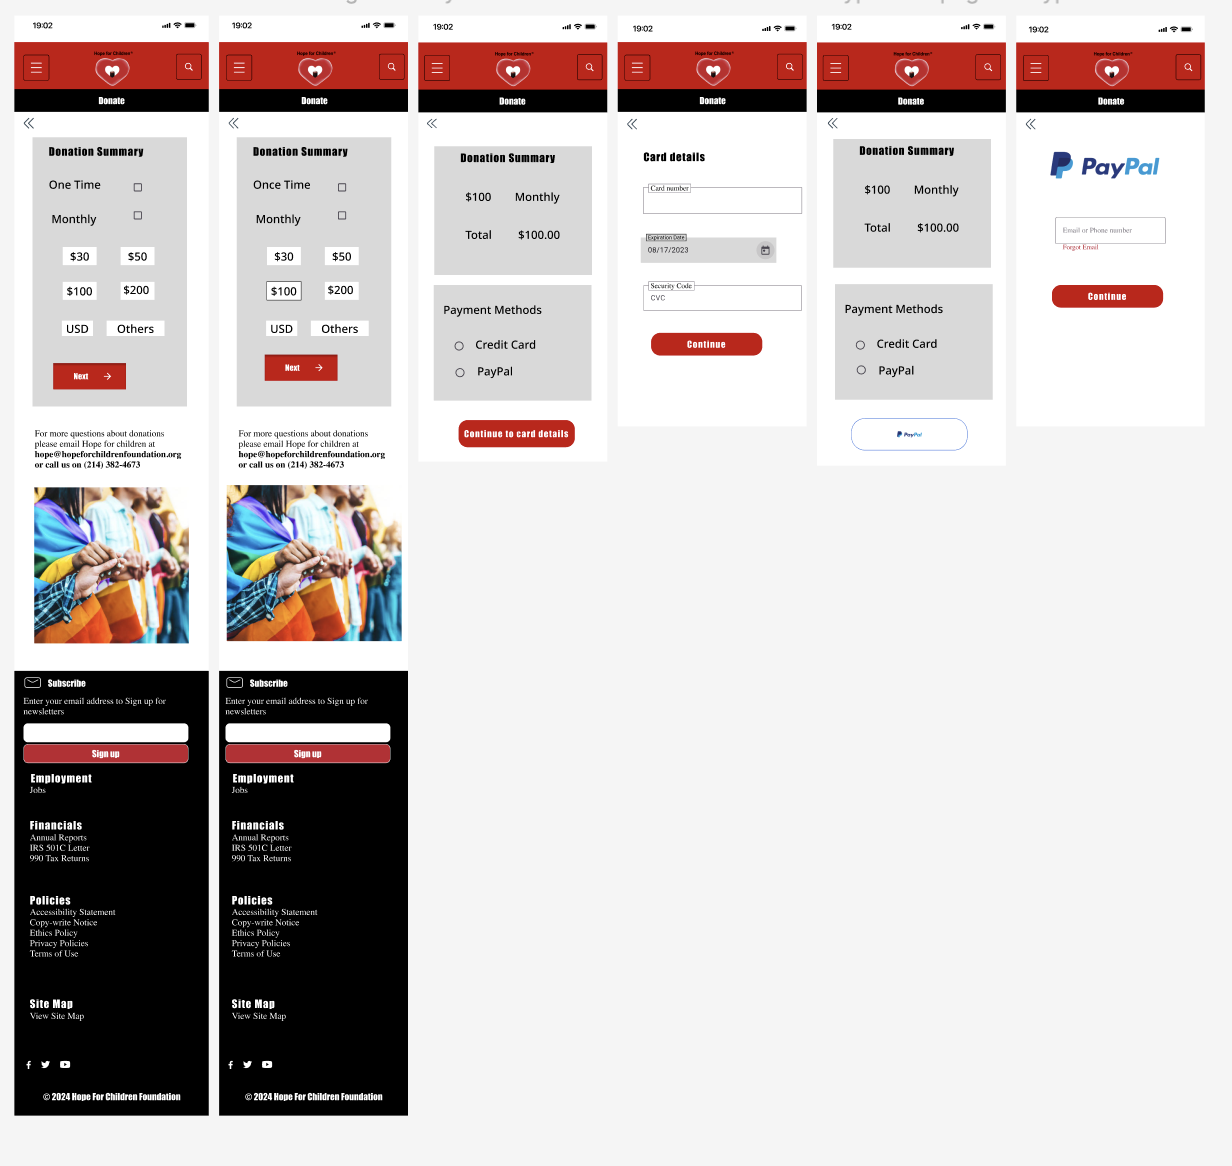 19:02
Hope for Children
Donate
Donation Summary
One Time
Monthly
$30 $50
$100 $200
USD Others
Next
For more questions about donations
please email Hope for children at
hope@hopeforchildrenfoundation.org
or call us on (214) 382-4673
Subscribe
Enter your email address to Sign up for
newsletters
Sign up
Employment
Jobs
Financials
Annual Reports
IRS 501C Letter
990 Tax Returns
Policies
Accessibility Statement
Copy-write Notice
Ethics Policy
Privacy Policies
Terms of Use
Site Map
View Site Map
© 2024 Hope For Children Foundation
19:02
Hope for Children
Donate
Donation Summary
Once Time
Monthly
$30 $50
$100 $200
USD Others
Next
For more questions about donations
please email Hope for children at
hope@hopeforchildrenfoundation.org
or call us on (214) 382-4673
Subscribe
Enter your email address to Sign up for
newsletters
Sign up
Employment
Jobs
Financials
Annual Reports
IRS 501C Letter
990 Tax Returns
Policies
Accessibility Statement
Copy-write Notice
Ethics Policy
Privacy Policies
Terms of Use
Site Map
View Site Map
© 2024 Hope For Children Foundation
19:02
Hope for Children
Donate
Donation Summary
$100 Monthly
Total $100.00
Payment Methods
Credit Card
PayPal
Continue to card details
19:02
Hope for Children
Donate
Card details
Card number
Expiration Date
08/17/2023
Security Code
CVC
Continue
19:02
Hope for Children
Donate
Donation Summary
$100 Monthly
Total $100.00
Payment Methods
Credit Card
PayPal
PayPal
19:02
Hope for Children
Donate
PayPal
Email or Phone number
Forgot Email
Continue